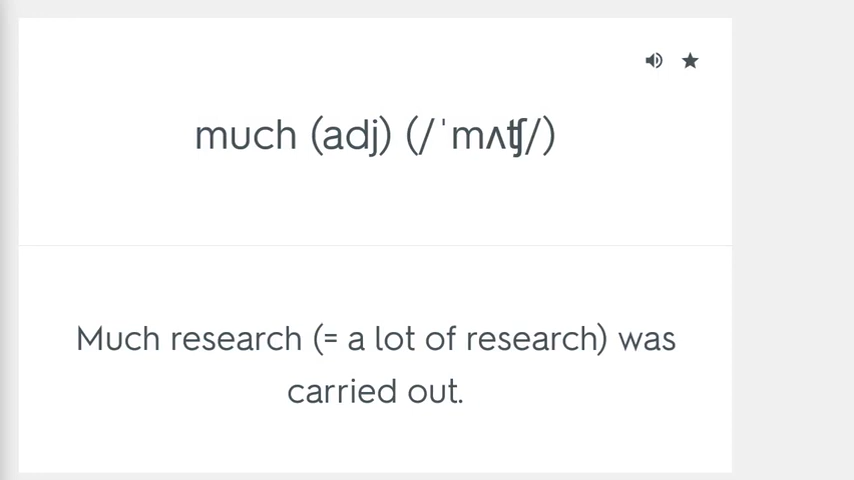 much (adj) (/ˈmʌʧ/)
Much research (= a lot of research) was
carried out.